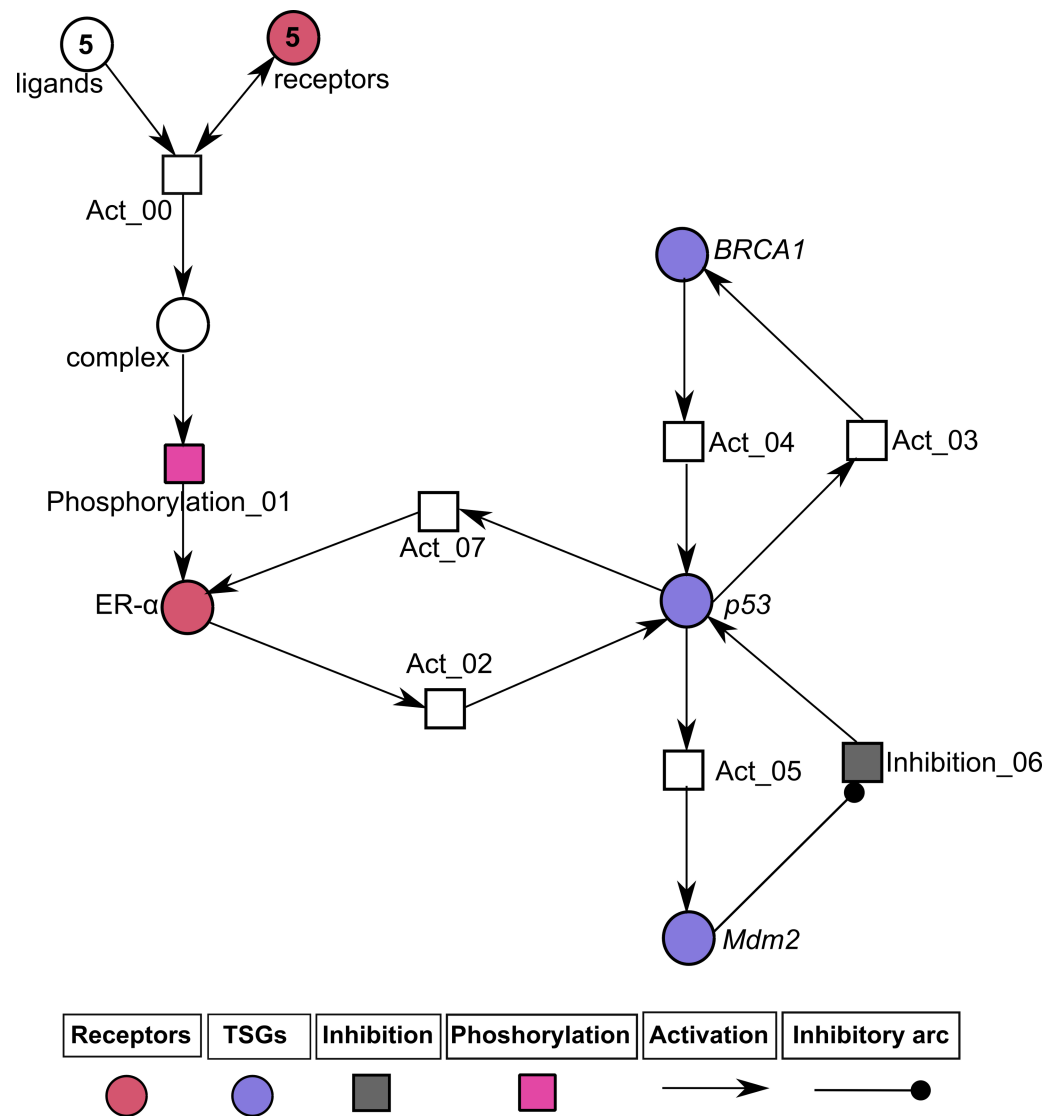 5
5
ligands
receptors
Act_00
BRCA1
complex
Act_04
Act_03
Phosphorylation_01
Act_07
ER-α
p53
Act_02
Act_05
Inhibition_06
Mdm2
Receptors
TSGs
Inhibition
Phoshorylation
Activation
Inhibitory arc